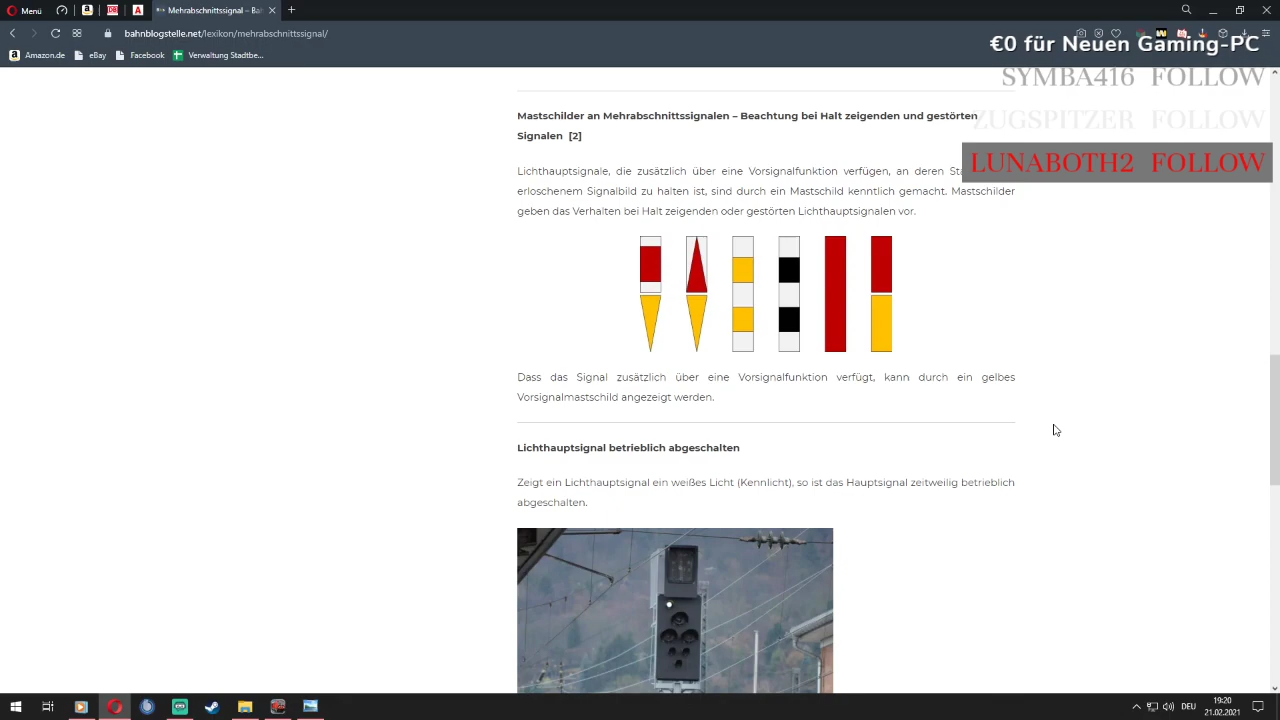 Menü
Mehrabschnittsignal – Bah
bahnblogstelle.net/lexikon/mehrabschnittsignal/
Amazon.de eBay Facebook Verwaltung Stadtbe...
€0 für Neuen Gaming-PC
SYMBA416 FOLLOW
ZUGSPITZER FOLLOW
LUNABOTH2 FOLLOW
Mastschilder an Mehrabschnittssignalen – Beachtung bei Halt zeigenden und gestörten
Signalen [2]
Lichthauptsignale, die zusätzlich über eine Vorsignalfunktion verfügen, an deren
erloschenem Signalbild zu halten ist, sind durch ein Mastschild kenntlich gemacht. Mastschilder
geben das Verhalten bei Halt zeigenden oder gestörten Lichthauptsignalen vor.
Dass das Signal zusätzlich über eine Vorsignalfunktion verfügt, kann durch ein gelbes
Vorsignalmastschild angezeigt werden.
Lichthauptsignal betrieblich abgeschalten
Zeigt ein Lichthauptsignal ein weißes Licht (Kennlicht), so ist das Hauptsignal zeitweilig betrieblich
abgeschalten.
DEU
19:20
21.02.2021